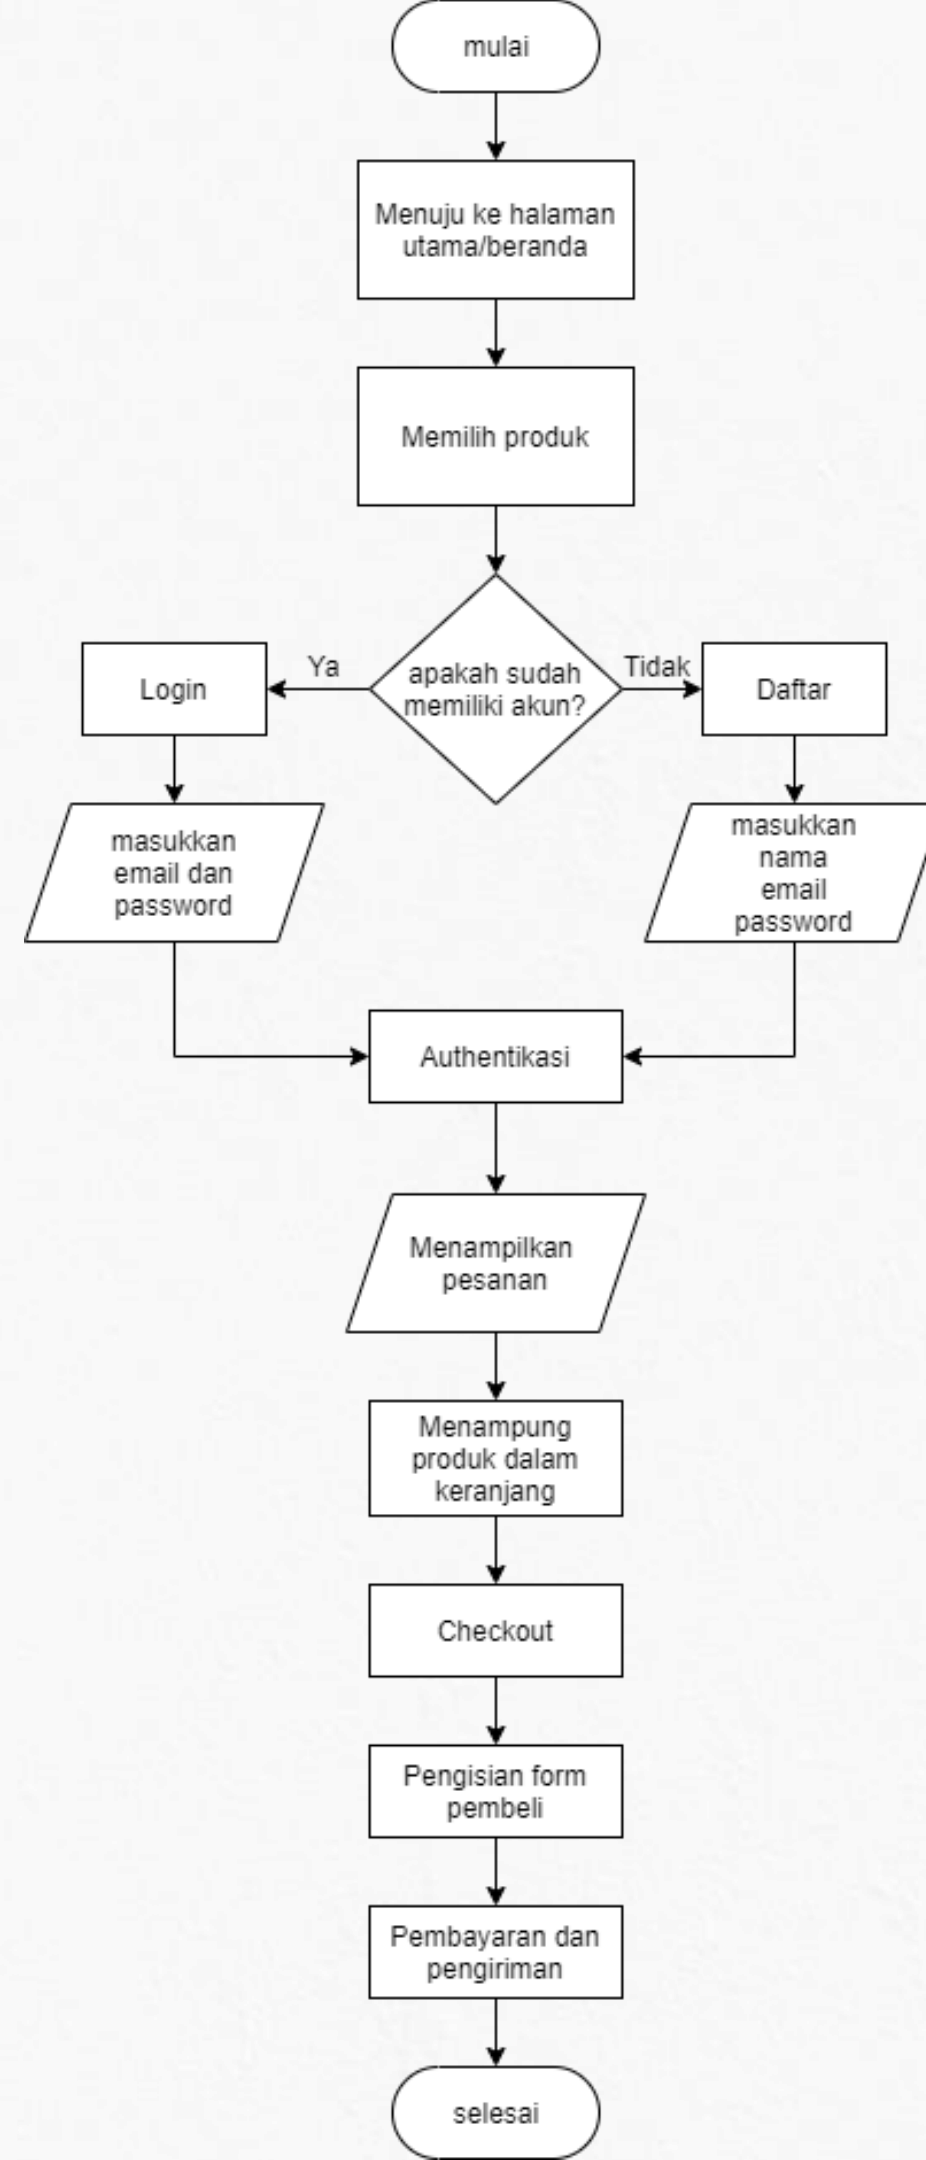 mulai
Menuju ke halaman
utama/beranda
Memilih produk
apakah sudah
memiliki akun?
Ya
Tidak
Login
Daftar
masukkan
email dan
password
masukkan
nama
email
password
Authentikasi
Menampilkan
pesanan
Menampung
produk dalam
keranjang
Checkout
Pengisian form
pembeli
Pembayaran dan
pengiriman
selesai